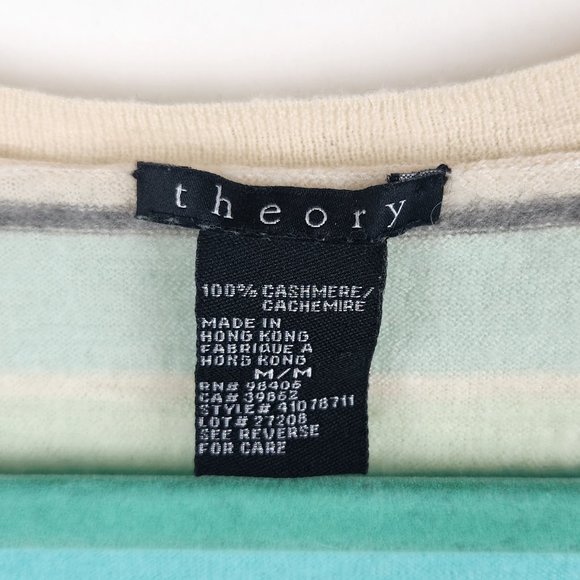 theory
100% CASHMERE/
CACHEMIRE
MADE IN
HONG KONG
FABRIQUE A
HONG KONG
M/M
RN# 98406
CA# 39862
STYLE# 41078711
LOT# 27208
SEE REVERSE
FOR CARE